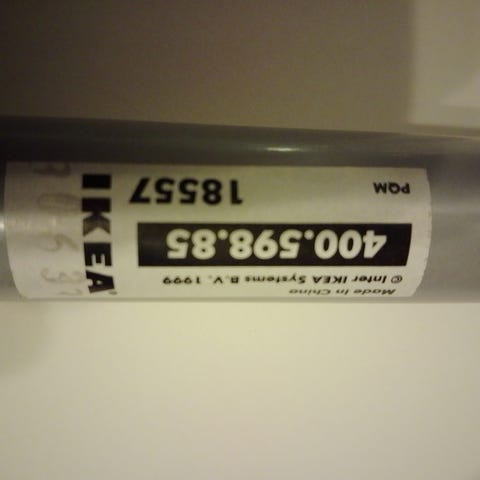 Made in China
© Inter IKEA Systems B.V. 1999
400.598.85
PQM
18557
IKEA